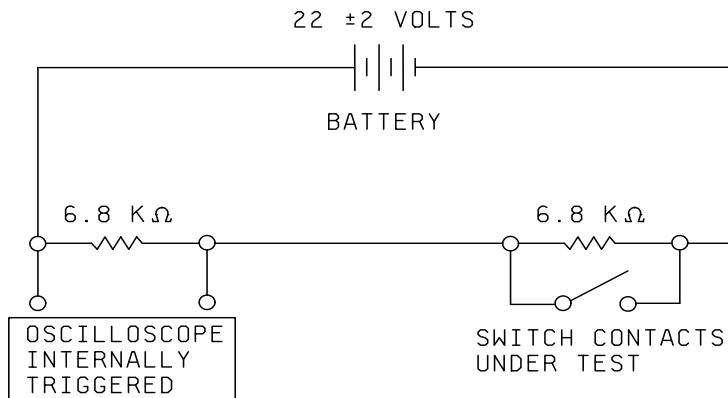 22 ±2 VOLTS
BATTERY
6.8 KΩ
6.8 KΩ
OSCILLOSCOPE
INTERNALLY
TRIGGERED
SWITCH CONTACTS
UNDER TEST